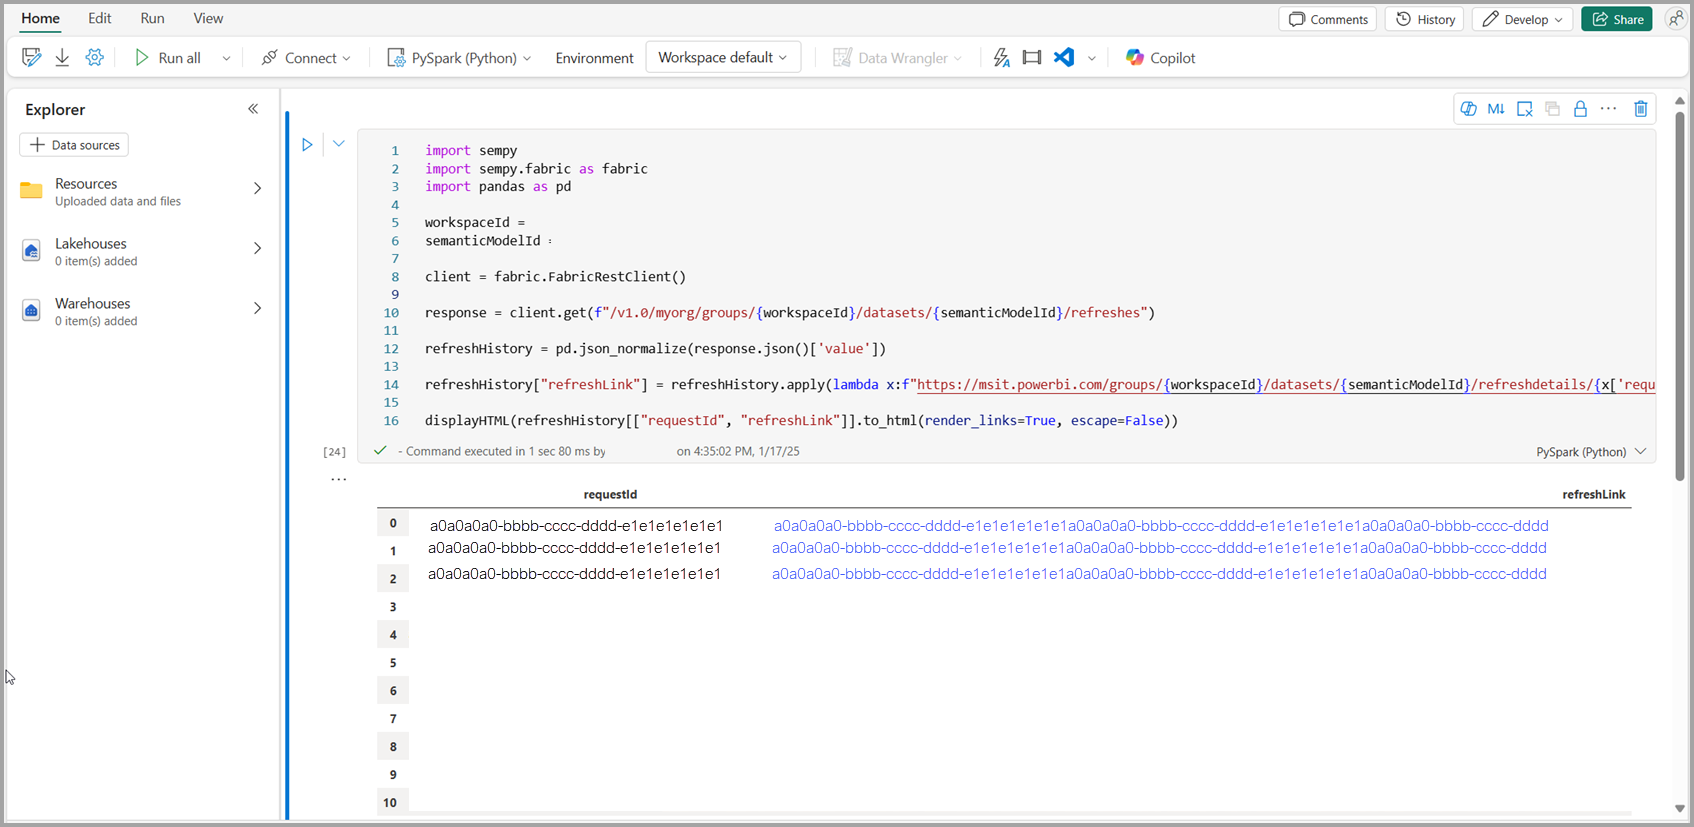 Home Edit Run View Comments History Develop Share
Run all Connect PySpark (Python) Environment Workspace default Data Wrangler Copilot
Explorer
M↓
Data sources
Resources
Uploaded data and files
Lakehouses
0 item(s) added
Warehouses
0 item(s) added
1 import sempy
2 import sempy.fabric as fabric
3 import pandas as pd
4
5 workspaceId =
6 semanticModelId :
7
8 client = fabric.FabricRestClient()
9
10 response = client.get(f"/v1.0/myorg/groups/{workspaceId}/datasets/{semanticModelId}/refreshes")
11
12 refreshHistory = pd.json_normalize(response.json()['value'])
13
14 refreshHistory["refreshLink"] = refreshHistory.apply(lambda x:f"https://msit.powerbi.com/groups/{workspaceId}/datasets/{semanticModelId}/refreshdetails/{x['requ
15
16 displayHTML(refreshHistory[["requestId", "refreshLink"]].to_html(render_links=True, escape=False))
[24] - Command executed in 1 sec 80 ms by on 4:35:02 PM, 1/17/25 PySpark (Python)
requestId refreshLink
0 a0a0a0a0-bbbb-cccc-dddd-e1e1e1e1e1e1 a0a0a0a0-bbbb-cccc-dddd-e1e1e1e1e1e1a0a0a0a0-bbbb-cccc-dddd-e1e1e1e1e1e1a0a0a0a0-bbbb-cccc-dddd
1 a0a0a0a0-bbbb-cccc-dddd-e1e1e1e1e1e1 a0a0a0a0-bbbb-cccc-dddd-e1e1e1e1e1e1a0a0a0a0-bbbb-cccc-dddd-e1e1e1e1e1e1a0a0a0a0-bbbb-cccc-dddd
2 a0a0a0a0-bbbb-cccc-dddd-e1e1e1e1e1e1 a0a0a0a0-bbbb-cccc-dddd-e1e1e1e1e1e1a0a0a0a0-bbbb-cccc-dddd-e1e1e1e1e1e1a0a0a0a0-bbbb-cccc-dddd
3
4
5
6
7
8
9
10